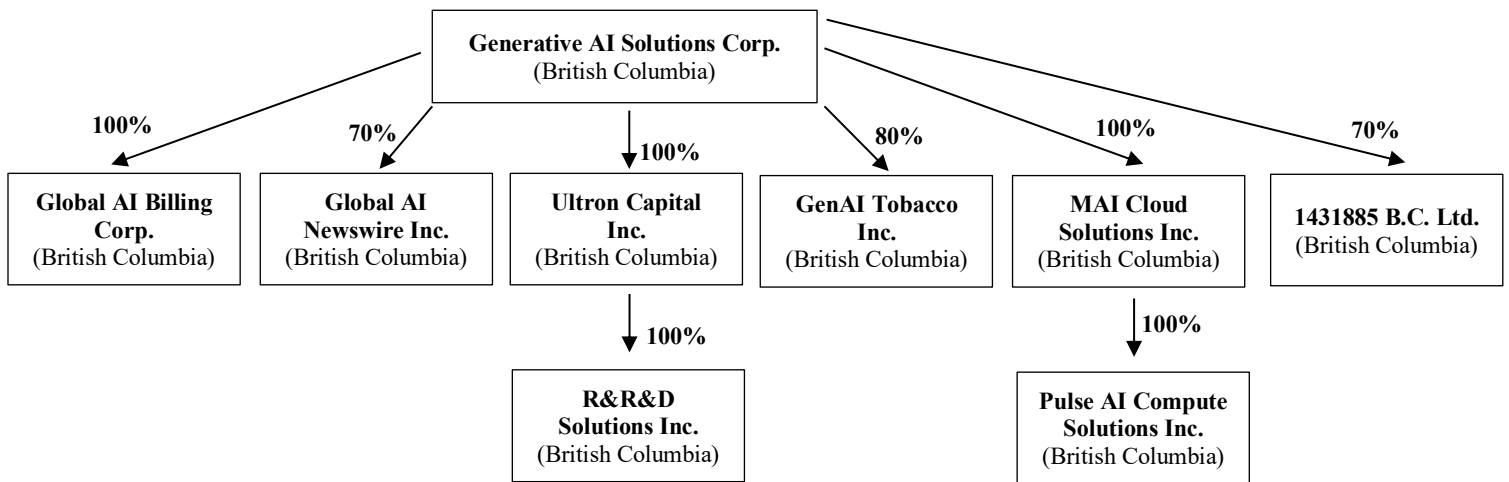 Generative AI Solutions Corp.
(British Columbia)
100%
70%
100%
80%
100%
70%
Global AI Billing
Corp.
(British Columbia)
Global AI
Newswire Inc.
(British Columbia)
Ultron Capital
Inc.
(British Columbia)
GenAI Tobacco
Inc.
(British Columbia)
MAI Cloud
Solutions Inc.
(British Columbia)
1431885 B.C. Ltd.
(British Columbia)
100%
100%
R&R&D
Solutions Inc.
(British Columbia)
Pulse AI Compute
Solutions Inc.
(British Columbia)